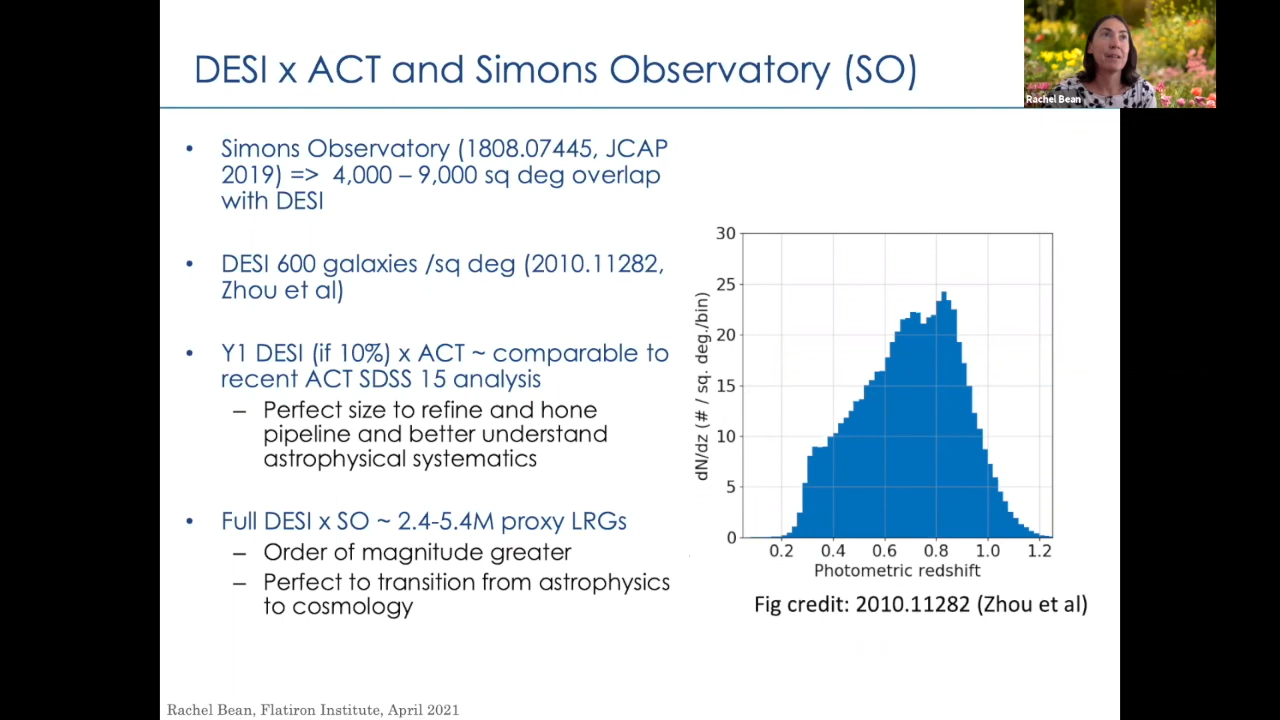 DESI x ACT and Simons Observatory (SO)
Rachel Bean
• Simons Observatory (1808.07445, JCAP
2019) => 4,000 – 9,000 sq deg overlap
with DESI
• DESI 600 galaxies /sq deg (2010.11282,
Zhou et al)
• Y1 DESI (if 10%) x ACT ~ comparable to
recent ACT SDSS 15 analysis
– Perfect size to refine and hone
pipeline and better understand
astrophysical systematics
• Full DESI x SO ~ 2.4-5.4M proxy LRGs
– Order of magnitude greater
– Perfect to transition from astrophysics
to cosmology
30
25
20
15
10
5
0
dN/dz (# / sq. deg./bin)
0.2 0.4 0.6 0.8 1.0 1.2
Photometric redshift
Fig credit: 2010.11282 (Zhou et al)
Rachel Bean, Flatiron Institute, April 2021